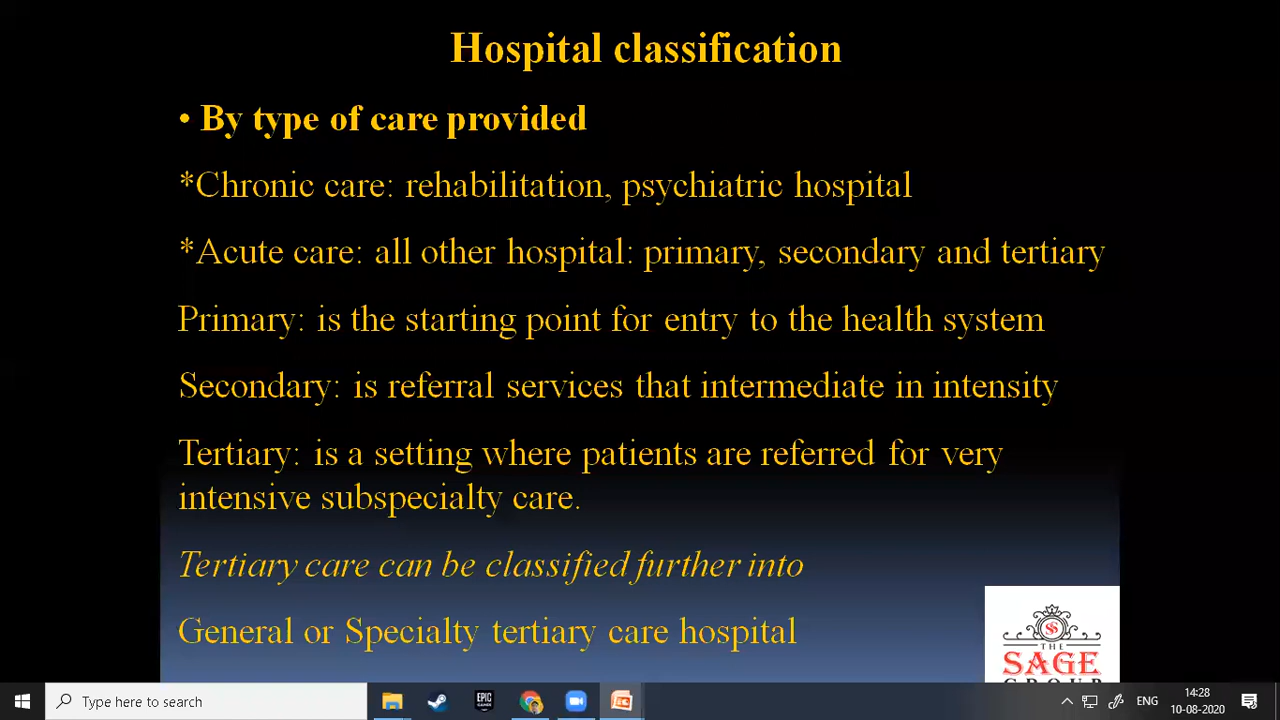 Hospital classification
• By type of care provided
*Chronic care: rehabilitation, psychiatric hospital
*Acute care: all other hospital: primary, secondary and tertiary
Primary: is the starting point for entry to the health system
Secondary: is referral services that intermediate in intensity
Tertiary: is a setting where patients are referred for very
intensive subspecialty care.
Tertiary care can be classified further into
General or Specialty tertiary care hospital
THE
SAGE
GROUP
Type here to search
EPIC
GAMES
ENG
14:28
10-08-2020